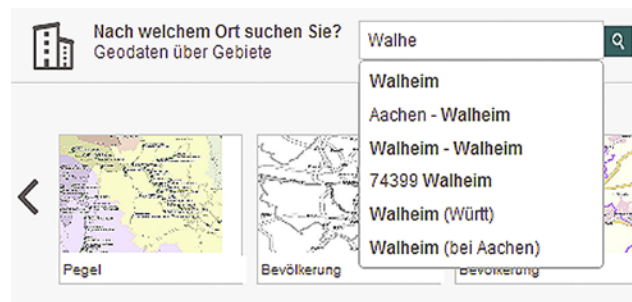 Nach welchem Ort suchen Sie?
Geodaten über Gebiete
Walhe
Walheim
Aachen - Walheim
Walheim - Walheim
74399 Walheim
Walheim (Württ)
Walheim (bei Aachen)
Pegel
Bevölkerung
Bevölkerung